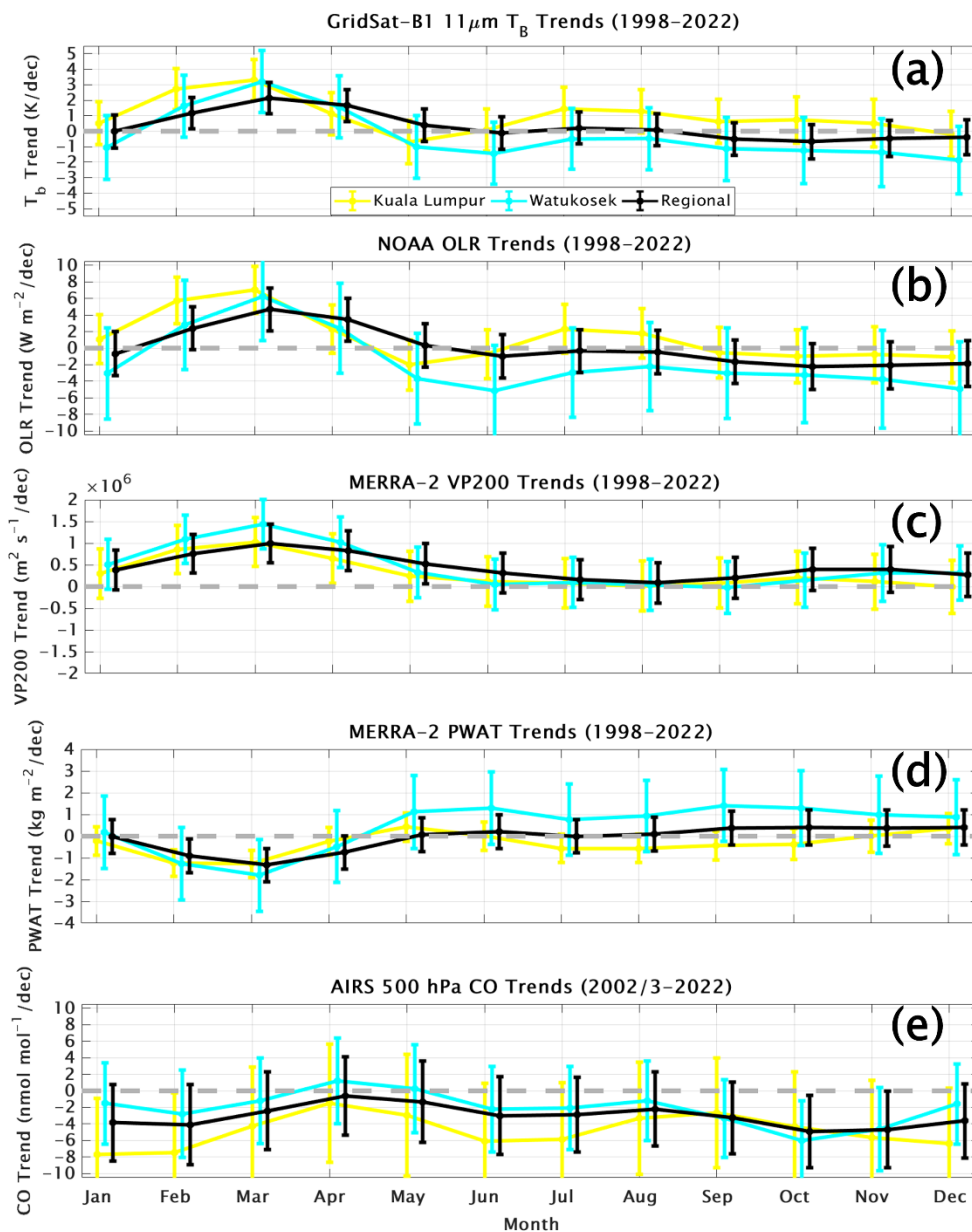 GridSat-B1 11μm T_B Trends (1998-2022)
(a)
T_b Trend (K/dec)
5
4
3
2
1
0
-1
-2
-3
-4
-5
Kuala Lumpur Watukosek Regional
NOAA OLR Trends (1998-2022)
(b)
OLR Trend (W m⁻²/dec)
10
8
6
4
2
0
-2
-4
-6
-8
-10
MERRA-2 VP200 Trends (1998-2022)
×10⁶
(c)
VP200 Trend (m² s⁻¹/dec)
2
1.5
1
0.5
0
-0.5
-1
-1.5
-2
MERRA-2 PWAT Trends (1998-2022)
(d)
PWAT Trend (kg m⁻²/dec)
4
3
2
1
0
-1
-2
-3
-4
AIRS 500 hPa CO Trends (2002/3-2022)
(e)
CO Trend (nmol mol⁻¹/dec)
10
8
6
4
2
0
-2
-4
-6
-8
-10
Jan Feb Mar Apr May Jun Jul Aug Sep Oct Nov Dec
Month